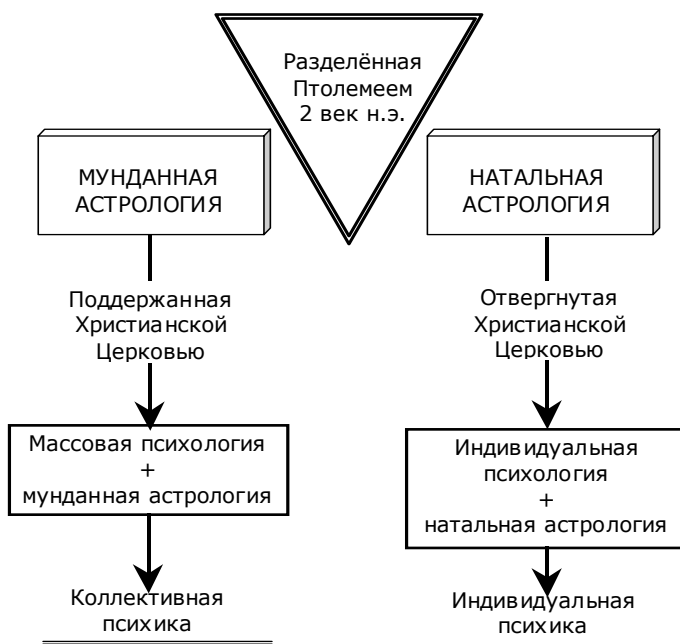 Разделённая
Птолемеем
2 век н.э.
МУНДАННАЯ
АСТРОЛОГИЯ
НАТАЛЬНАЯ
АСТРОЛОГИЯ
Поддержанная
Христианской
Церковью
Отвергнутая
Христианской
Церковью
Массовая психология
+
мунданная астрология
Индивидуальная
психология
+
натальная астрология
Коллективная
психика
Индивидуальная
психика